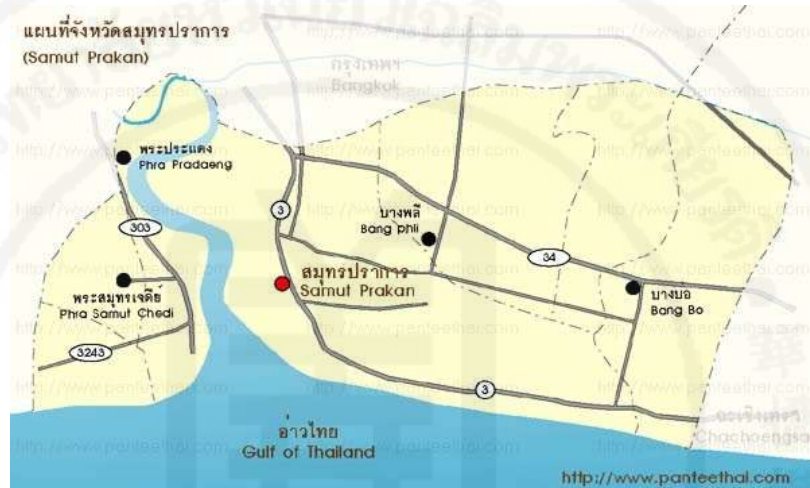 แผนที่จังหวัดสมุทรปราการ
(Samut Prakan)
กรุงเทพฯ
Bangkok
พระประแดง
Phra Pradaeng
303
3
บางพลี
Bang phli
34
สมุทรปราการ
Samut Prakan
บางบ่อ
Bang Bo
พระสมุทรเจดีย์
Phra Samut Chedi
3243
3
ฉะเชิงเทรา
อ่าวไทย
Gulf of Thailand
http://www.panteethai.com